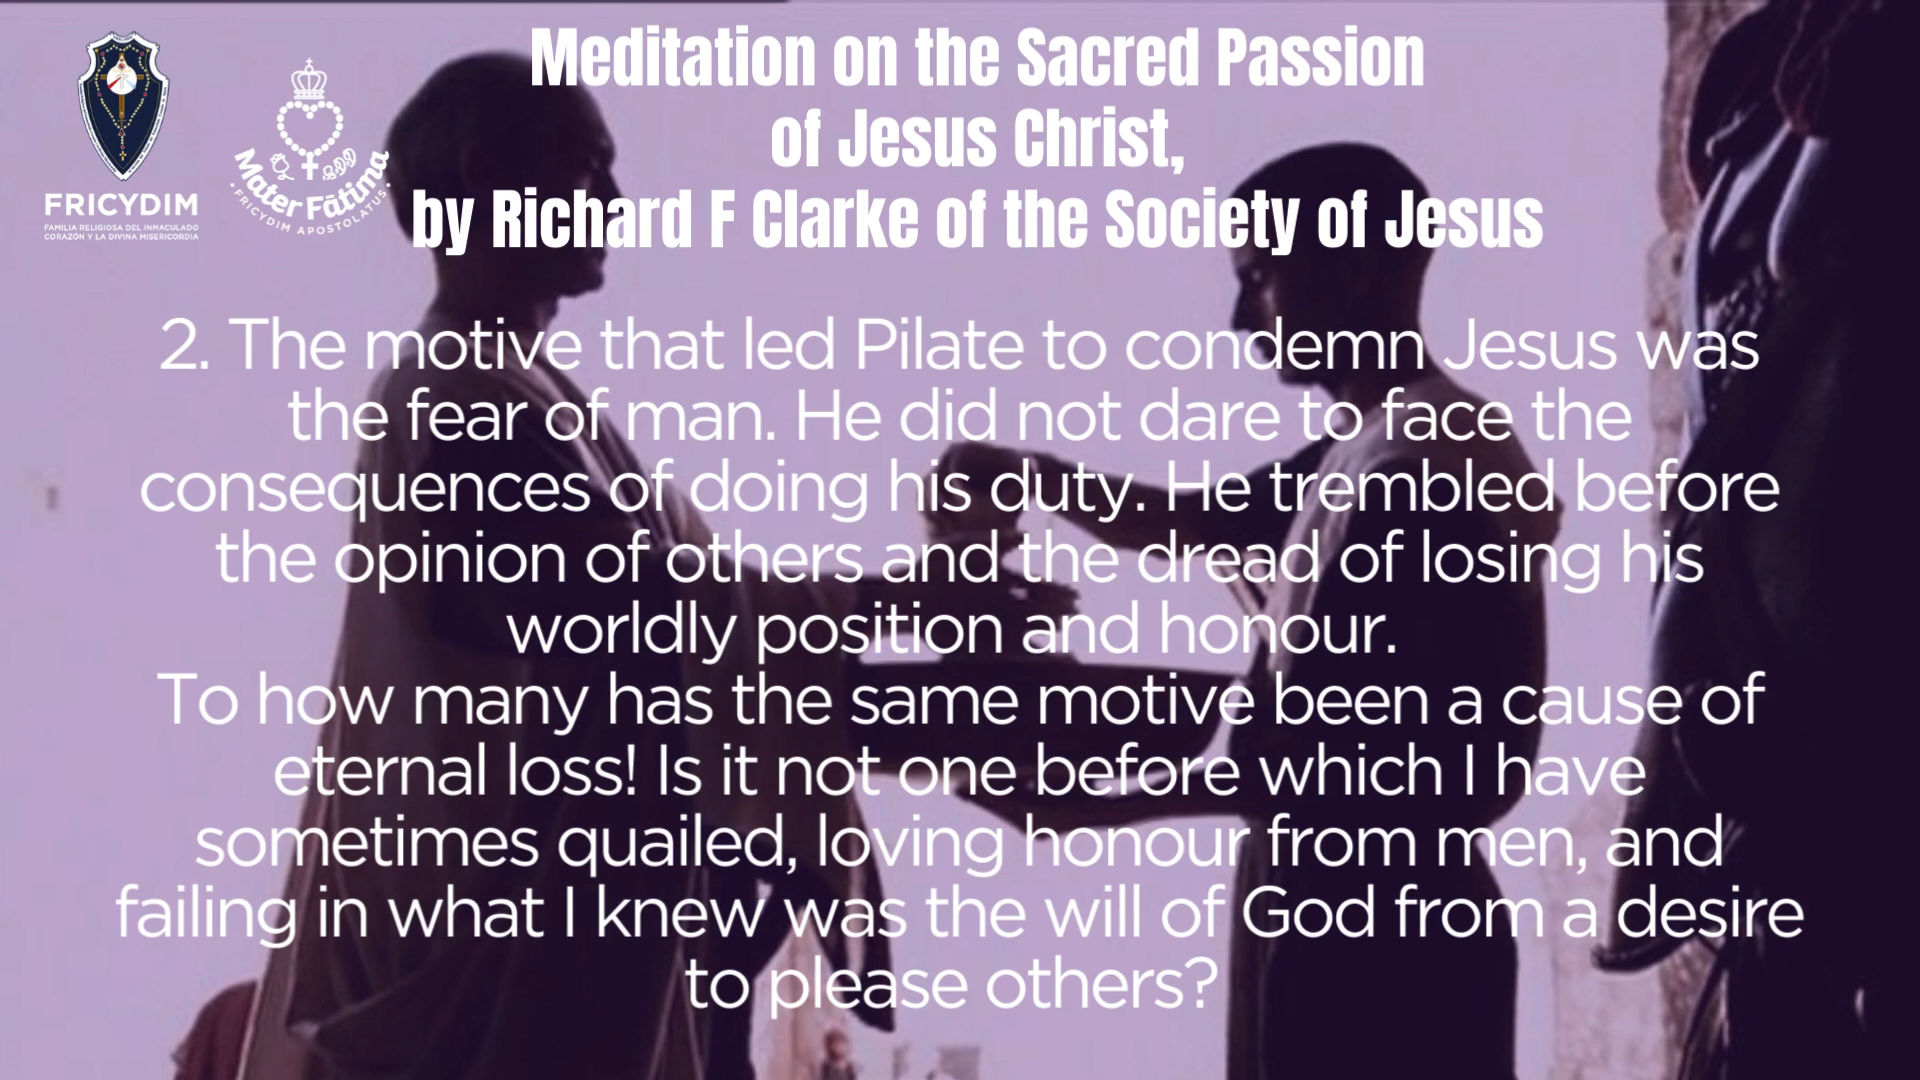 Meditation on the Sacred Passion
of Jesus Christ,
by Richard F Clarke of the Society of Jesus
FRICYDIM
FAMILIA RELIGIOSA DEL INMACULADO
CORAZÓN Y LA DIVINA MISERICORDIA
Mater Fátima
• FRICYDIM APOSTOLATUS •
2. The motive that led Pilate to condemn Jesus was
the fear of man. He did not dare to face the
consequences of doing his duty. He trembled before
the opinion of others and the dread of losing his
worldly position and honour.
To how many has the same motive been a cause of
eternal loss! Is it not one before which I have
sometimes quailed, loving honour from men, and
failing in what I knew was the will of God from a desire
to please others?